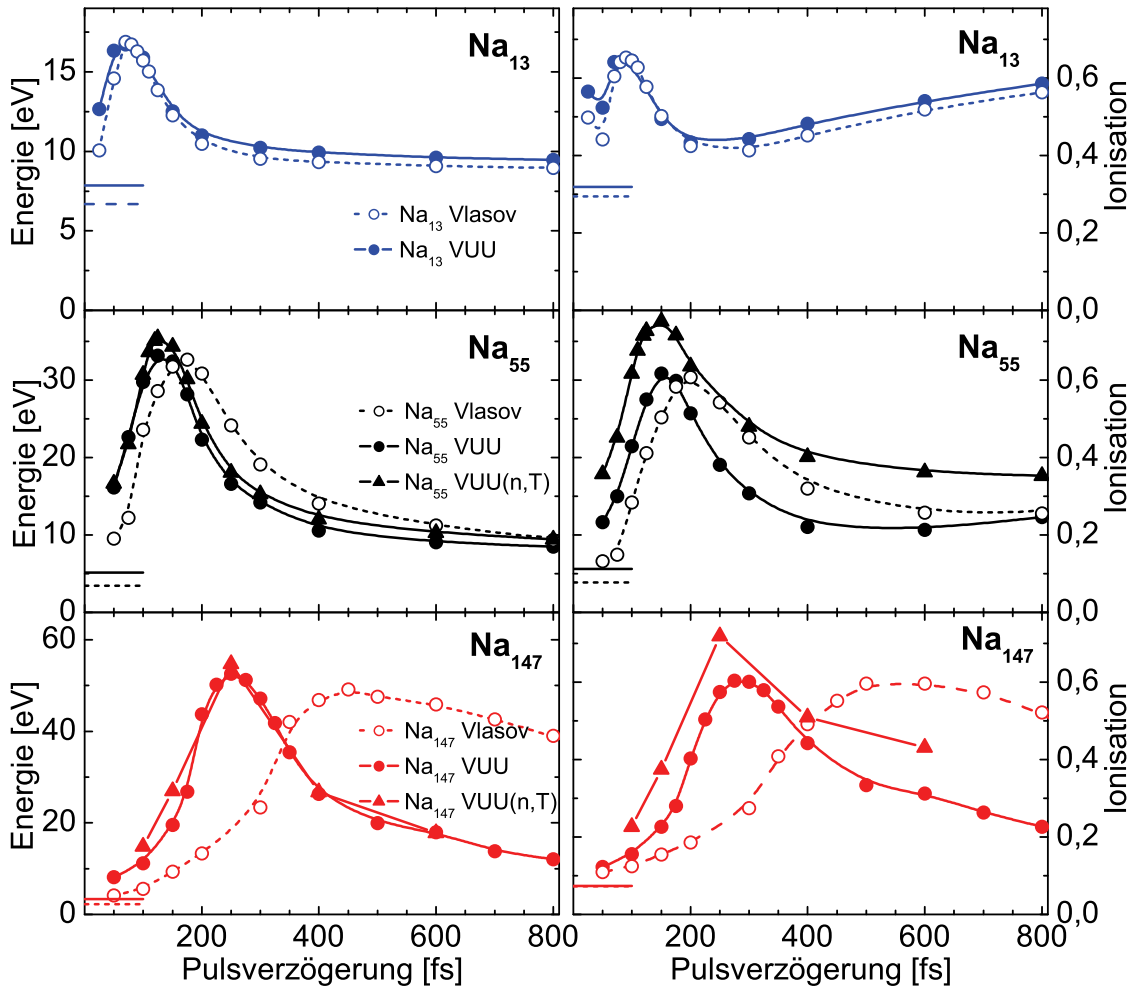 Na₁₃
Energie [eV]
15
10
5
0
Na₁₃ Vlasov
Na₁₃ VUU
Na₁₃
0,6
0,4
0,2
0,0
Ionisation
Na₅₅
Energie [eV]
30
20
10
0
Na₅₅ Vlasov
Na₅₅ VUU
Na₅₅ VUU(n,T)
Na₅₅
0,8
0,6
0,4
0,2
0,0
Ionisation
Na₁₄₇
Energie [eV]
60
40
20
0
Na₁₄₇ Vlasov
Na₁₄₇ VUU
Na₁₄₇ VUU(n,T)
Na₁₄₇
0,6
0,4
0,2
0,0
Ionisation
200 400 600 800
Pulsverzögerung [fs]
200 400 600 800
Pulsverzögerung [fs]